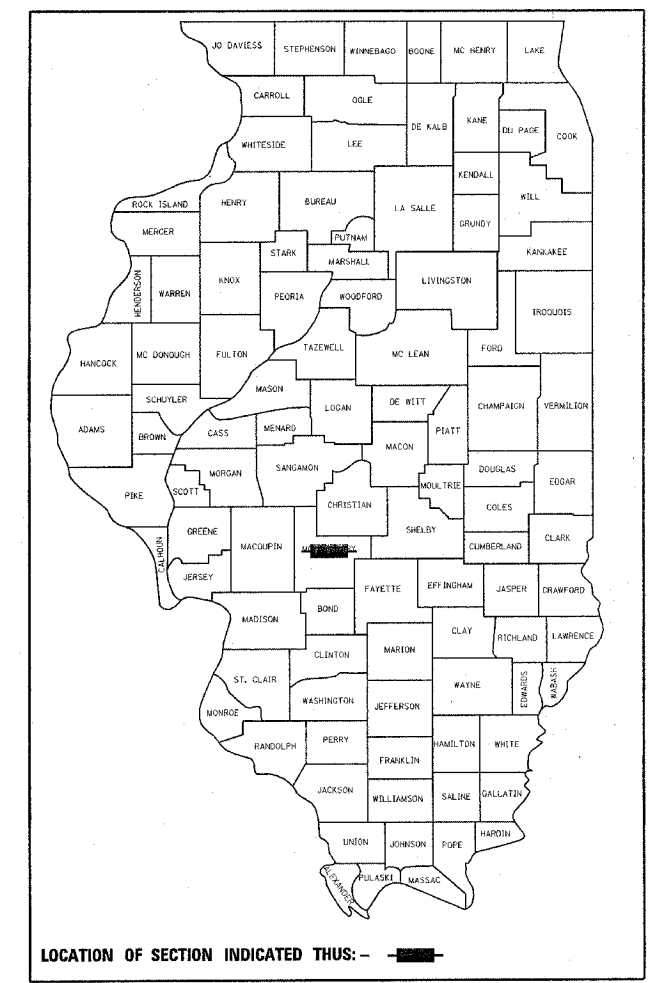 JO DAVIESS
STEPHENSON
WINNEBAGO
BOONE
MC HENRY
LAKE
CARROLL
OGLE
DE KALB
KANE
DU PAGE
COOK
WHITESIDE
LEE
KENDALL
WILL
ROCK ISLAND
HENRY
BUREAU
LA SALLE
GRUNDY
MERCER
PUTNAM
STARK
MARSHALL
KANKAKEE
HENDERSON
WARREN
KNOX
PEORIA
WOODFORD
LIVINGSTON
IROQUOIS
HANCOCK
MC DONOUGH
FULTON
TAZEWELL
MC LEAN
FORD
MASON
SCHUYLER
LOGAN
DE WITT
CHAMPAIGN
VERMILION
ADAMS
BROWN
CASS
MENARD
PIATT
MACON
MORGAN
SANGAMON
DOUGLAS
EDGAR
PIKE
SCOTT
CHRISTIAN
MOULTRIE
COLES
GREENE
MACOUPIN
SHELBY
CUMBERLAND
CLARK
CALHOUN
JERSEY
FAYETTE
EFFINGHAM
JASPER
CRAWFORD
MADISON
BOND
CLAY
RICHLAND
LAWRENCE
CLINTON
MARION
ST. CLAIR
WAYNE
EDWARDS
WABASH
MONROE
WASHINGTON
JEFFERSON
RANDOLPH
PERRY
HAMILTON
WHITE
FRANKLIN
JACKSON
WILLIAMSON
SALINE
GALLATIN
UNION
JOHNSON
POPE
HARDIN
ALEXANDER
PULASKI
MASSAC
LOCATION OF SECTION INDICATED THUS: –